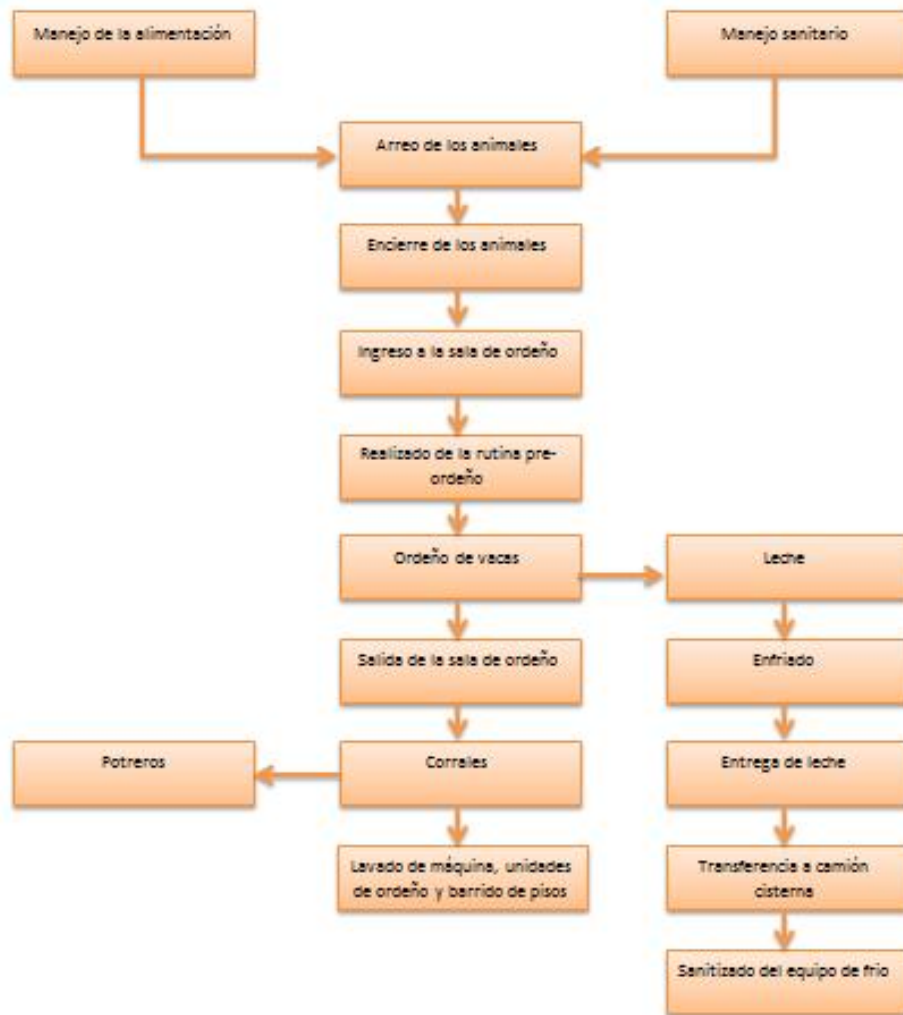 Manejo de la alimentación
Manejo sanitario
Arreo de los animales
Encierre de los animales
Ingreso a la sala de ordeño
Realizado de la rutina pre-
ordeño
Ordeño de vacas
Leche
Salida de la sala de ordeño
Enfriado
Potreros
Corrales
Entrega de leche
Lavado de máquina, unidades
de ordeño y barrido de pisos
Transferencia a camión
cisterna
Sanitizado del equipo de frio